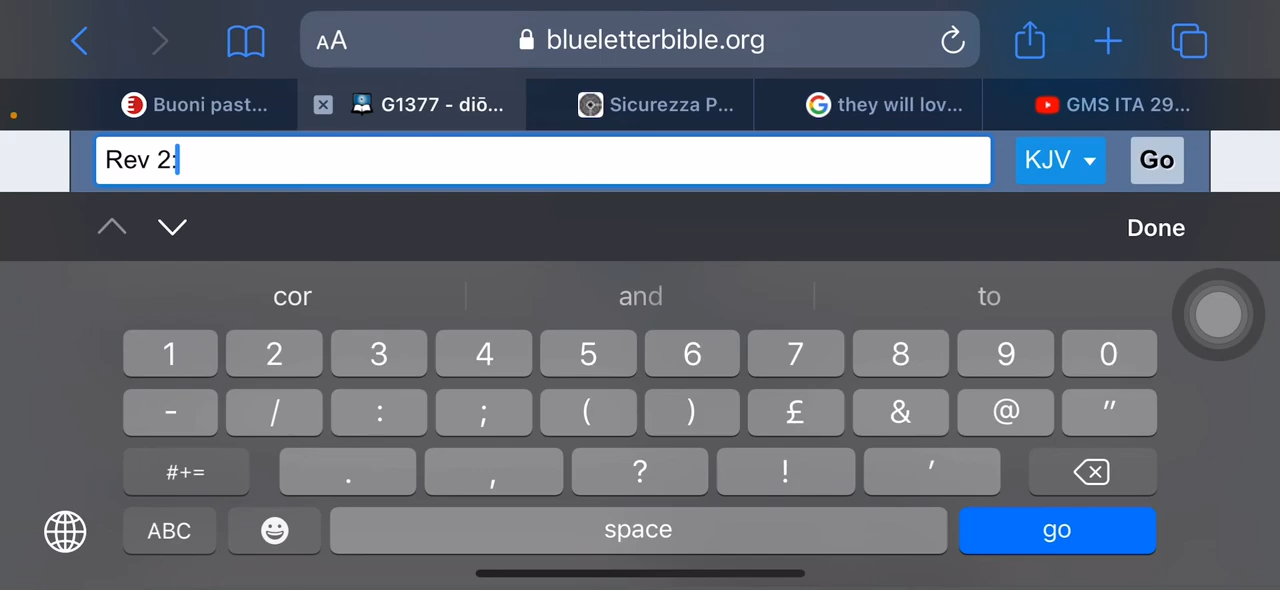 AA blueletterbible.org
Buoni past... G1377 - diō... Sicurezza P... they will lov... GMS ITA 29...
Rev 2: KJV Go
Done
cor and to
1 2 3 4 5 6 7 8 9 0
- / : ; ( ) £ & @ "
#+= . , ? ! '
ABC space go